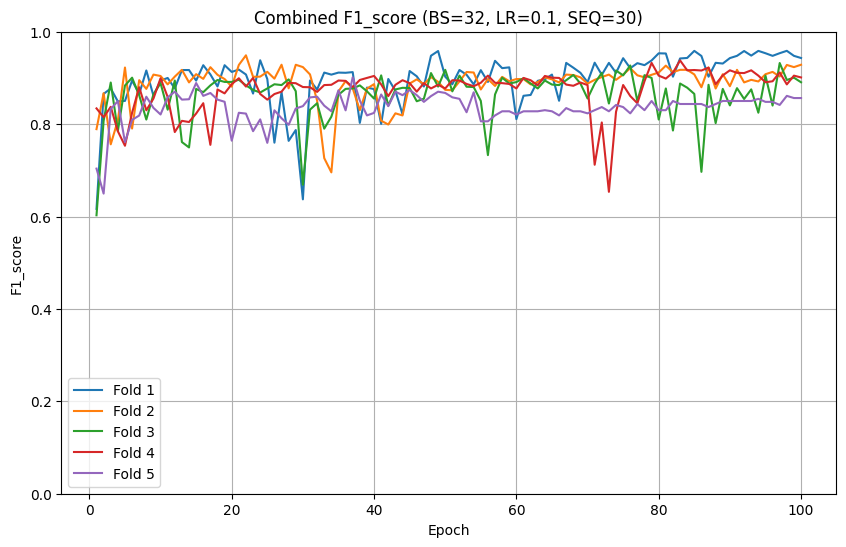 Combined F1_score (BS=32, LR=0.1, SEQ=30)
1.0
0.8
0.6
0.4
0.2
0.0
F1_score
Fold 1
Fold 2
Fold 3
Fold 4
Fold 5
0 20 40 60 80 100
Epoch